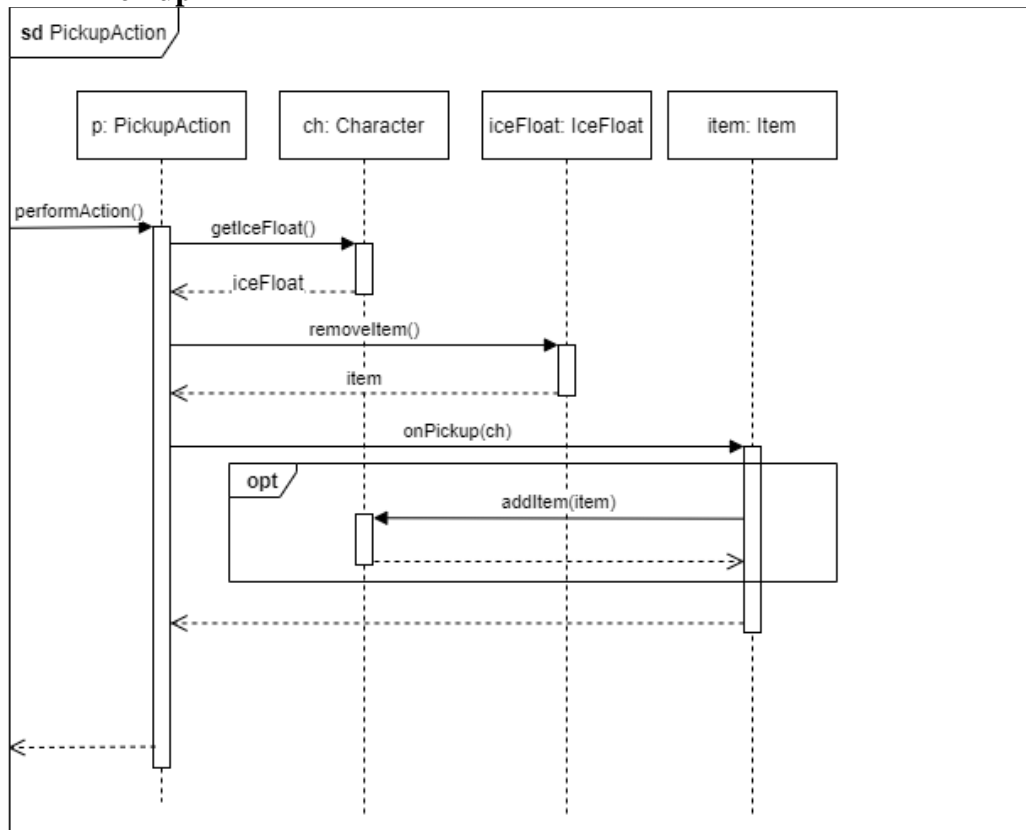 sd PickupAction
p: PickupAction
ch: Character
iceFloat: IceFloat
item: Item
performAction()
getIceFloat()
iceFloat
removeItem()
item
onPickup(ch)
opt
addItem(item)